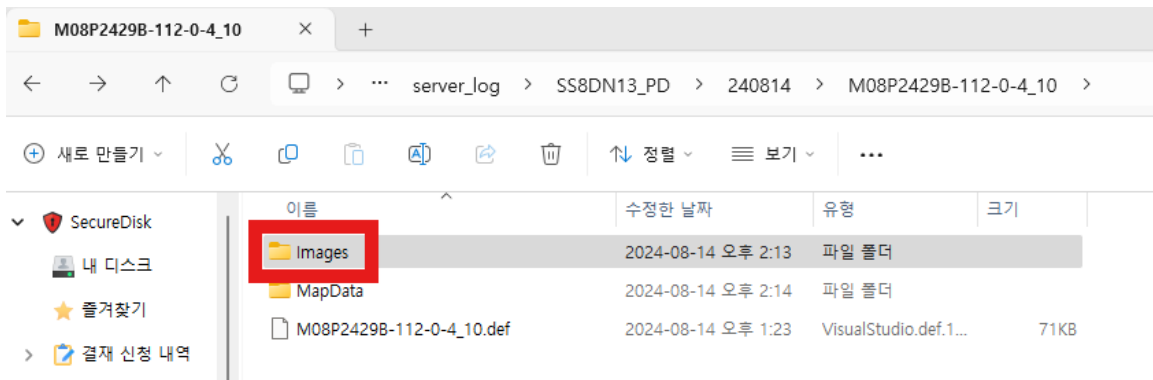 M08P2429B-112-0-4_10
... server_log > SS8DN13_PD > 240814 > M08P2429B-112-0-4_10 >
새로 만들기 정렬 보기 ...
이름 수정한 날짜 유형 크기
SecureDisk
내 디스크
즐겨찾기
결재 신청 내역
Images 2024-08-14 오후 2:13 파일 폴더
MapData 2024-08-14 오후 2:14 파일 폴더
M08P2429B-112-0-4_10.def 2024-08-14 오후 1:23 VisualStudio.def.1... 71KB